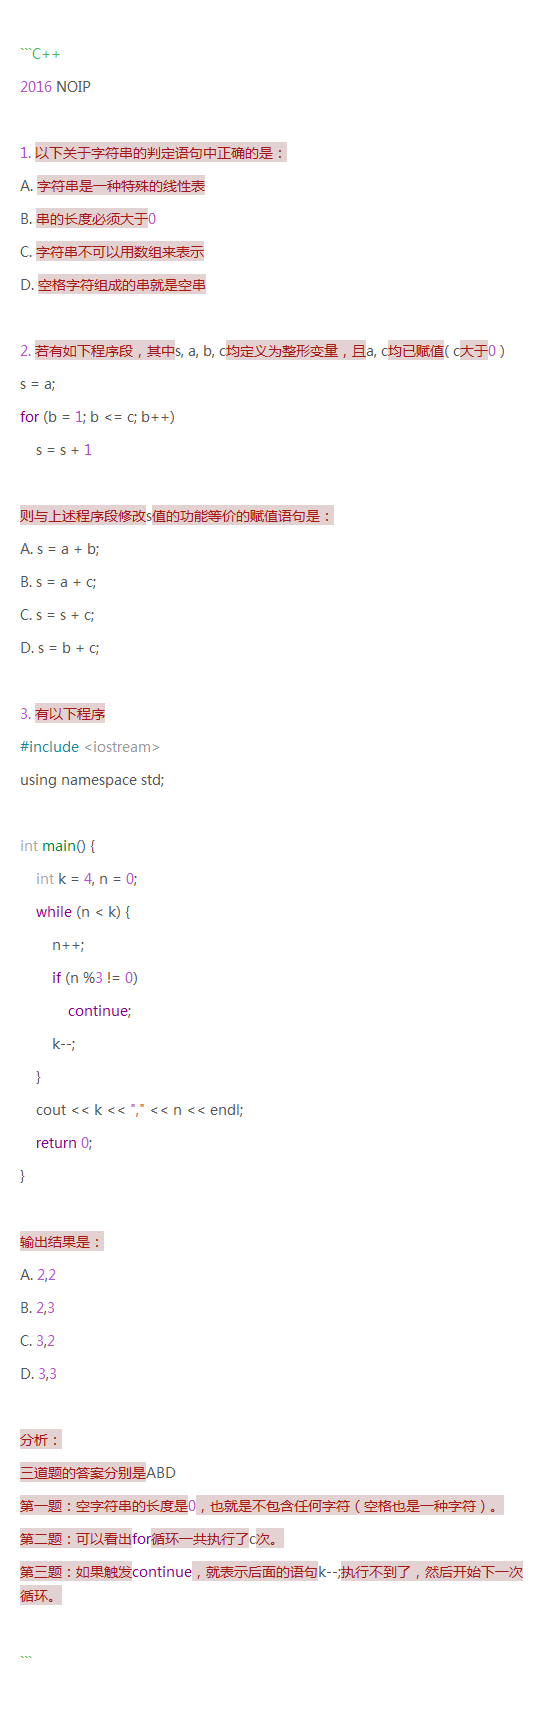 ```C++
2016 NOIP
1. 以下关于字符串的判定语句中正确的是：
A. 字符串是一种特殊的线性表
B. 串的长度必须大于0
C. 字符串不可以用数组来表示
D. 空格字符组成的串就是空串
2. 若有如下程序段，其中s, a, b, c均定义为整形变量，且a, c均已赋值( c大于0 )
s = a;
for (b = 1; b <= c; b++)
    s = s + 1
则与上述程序段修改s值的功能等价的赋值语句是：
A. s = a + b;
B. s = a + c;
C. s = s + c;
D. s = b + c;
3. 有以下程序
#include <iostream>
using namespace std;
int main() {
    int k = 4, n = 0;
    while (n < k) {
        n++;
        if (n %3 != 0)
            continue;
        k--;
    }
    cout << k << "," << n << endl;
    return 0;
}
输出结果是：
A. 2,2
B. 2,3
C. 3,2
D. 3,3
分析：
三道题的答案分别是ABD
第一题：空字符串的长度是0，也就是不包含任何字符（空格也是一种字符）。
第二题：可以看出for循环一共执行了c次。
第三题：如果触发continue，就表示后面的语句k--;执行不到了，然后开始下一次
循环。
```